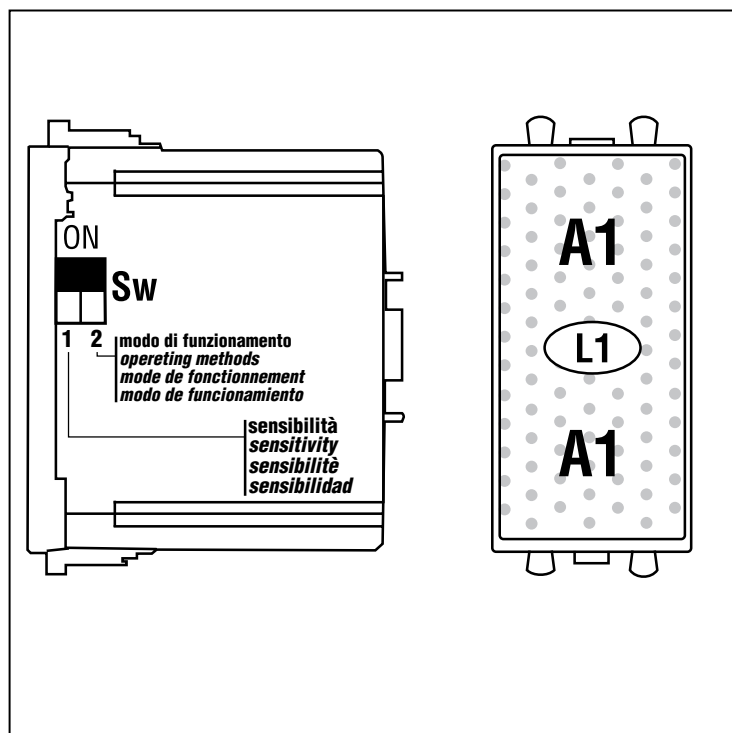 ON
Sw
1 2
modo di funzionamento
opereting methods
mode de fonctionnement
modo de funcionamiento
sensibilità
sensitivity
sensibilitè
sensibilidad
A1
L1
A1